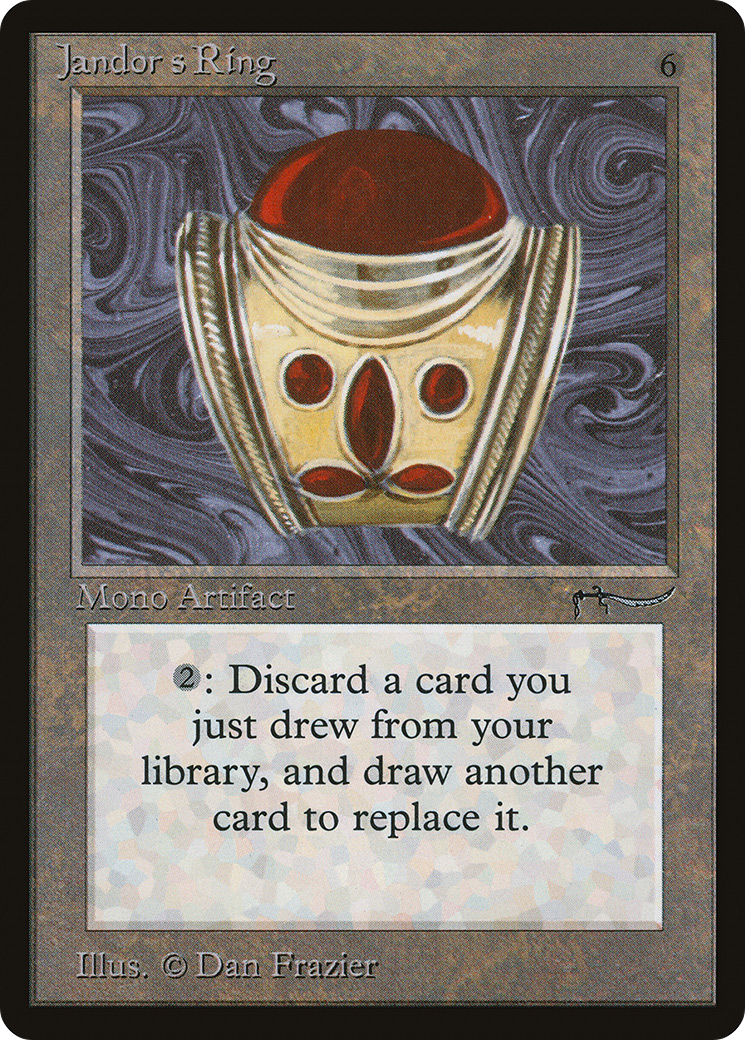 Jandor's Ring 6
Mono Artifact
2: Discard a card you
just drew from your
library, and draw another
card to replace it.
Illus. © Dan Frazier